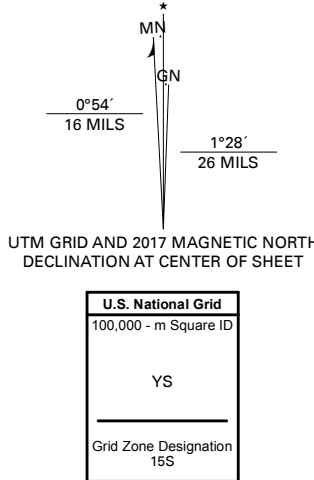 MN
GN
0°54´
16 MILS
1°28´
26 MILS
UTM GRID AND 2017 MAGNETIC NORTH
DECLINATION AT CENTER OF SHEET
U.S. National Grid
100,000 - m Square ID
YS
Grid Zone Designation
15S